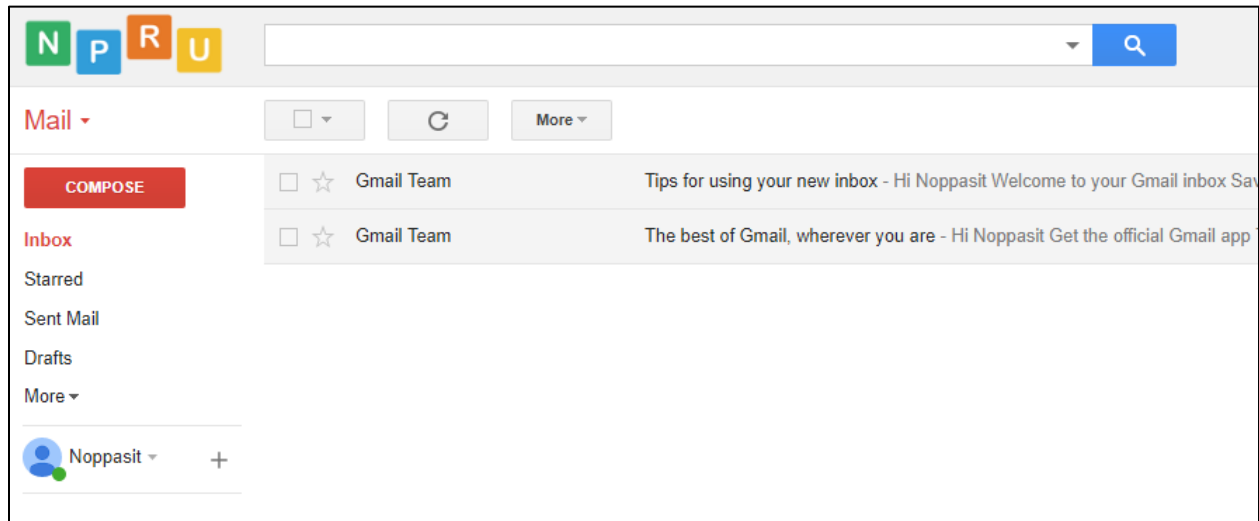 NPRU
Mail
More
COMPOSE
Gmail Team Tips for using your new inbox - Hi Noppasit Welcome to your Gmail inbox Sav
Inbox
Gmail Team The best of Gmail, wherever you are - Hi Noppasit Get the official Gmail app
Starred
Sent Mail
Drafts
More
Noppasit